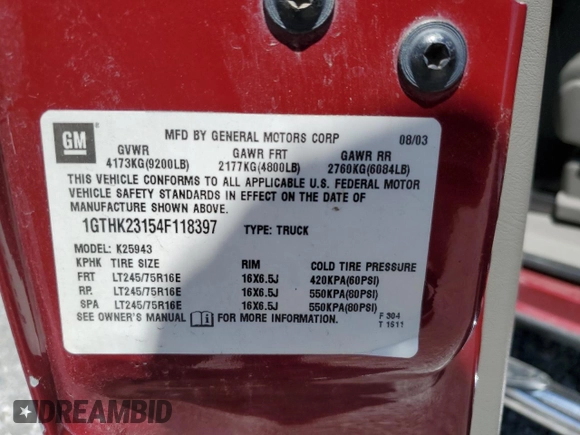 GM
MFD BY GENERAL MOTORS CORP 08/03
GVWR GAWR FRT GAWR RR
4173KG(9200LB) 2177KG(4800LB) 2760KG(6084LB)
THIS VEHICLE CONFORMS TO ALL APPLICABLE U.S. FEDERAL MOTOR
VEHICLE SAFETY STANDARDS IN EFFECT ON THE DATE OF
MANUFACTURE SHOWN ABOVE.
1GTHK23154F118397 TYPE: TRUCK
MODEL: K25943
KPHK TIRE SIZE RIM COLD TIRE PRESSURE
FRT LT245/75R16E 16X6.5J 420KPA(60PSI)
RR LT245/75R16E 16X6.5J 550KPA(80PSI)
SPA LT245/75R16E 16X6.5J 550KPA(80PSI)
SEE OWNER'S MANUAL FOR MORE INFORMATION.
F 304
T 1611
DREAMBID